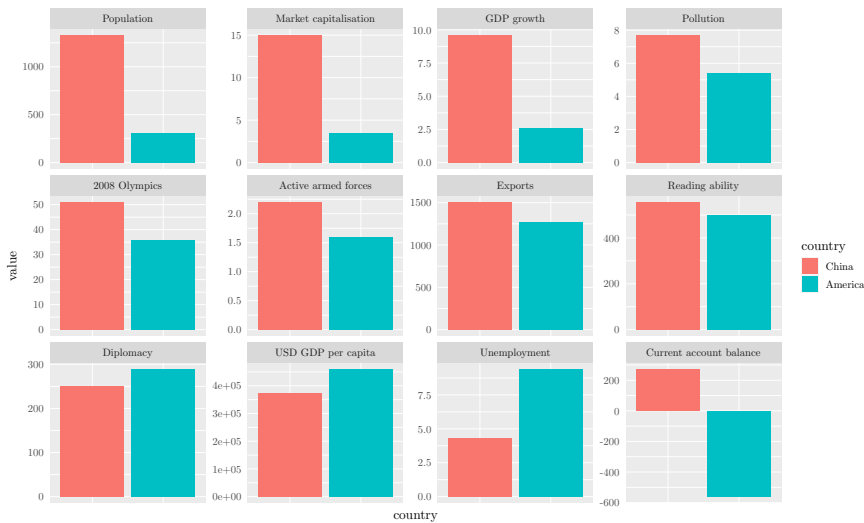 Population
Market capitalisation
GDP growth
Pollution
1000
500
0
15
10
5
0
10.0
7.5
5.0
2.5
0.0
8
6
4
2
0
2008 Olympics
Active armed forces
Exports
Reading ability
50
40
30
20
10
0
2.0
1.5
1.0
0.5
0.0
1500
1000
500
0
400
200
0
Diplomacy
USD GDP per capita
Unemployment
Current account balance
300
200
100
0
4e+05
3e+05
2e+05
1e+05
0e+00
7.5
5.0
2.5
0.0
200
0
-200
-400
-600
value
country
country
China
America